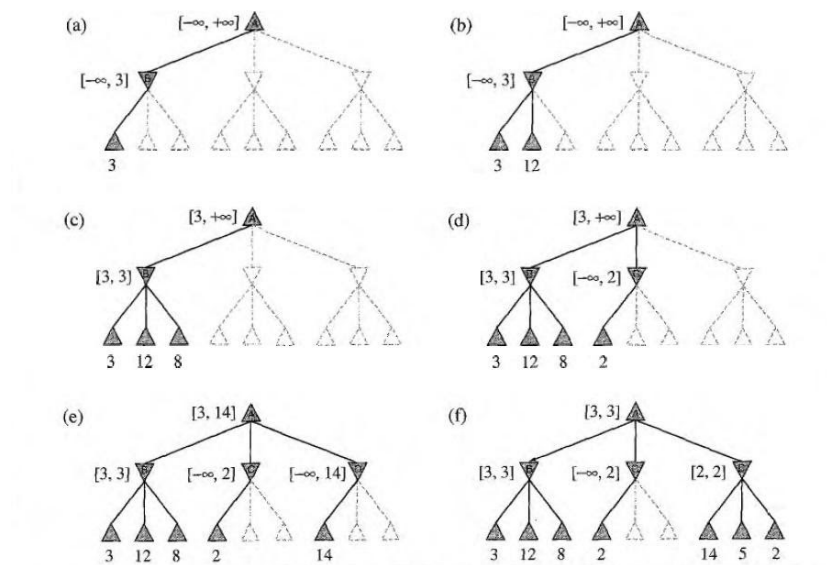 (a) [−∞, +∞] A
(b) [−∞, +∞] A
[−∞, 3] B
[−∞, 3] B
3
3 12
(c) [3, +∞] A
(d) [3, +∞] A
[3, 3] B
[3, 3] B [−∞, 2] C
3 12 8
3 12 8 2
(e) [3, 14] A
(f) [3, 3] A
[3, 3] B [−∞, 2] C [−∞, 14] D
[3, 3] B [−∞, 2] C [2, 2] D
3 12 8 2 14
3 12 8 2 14 5 2